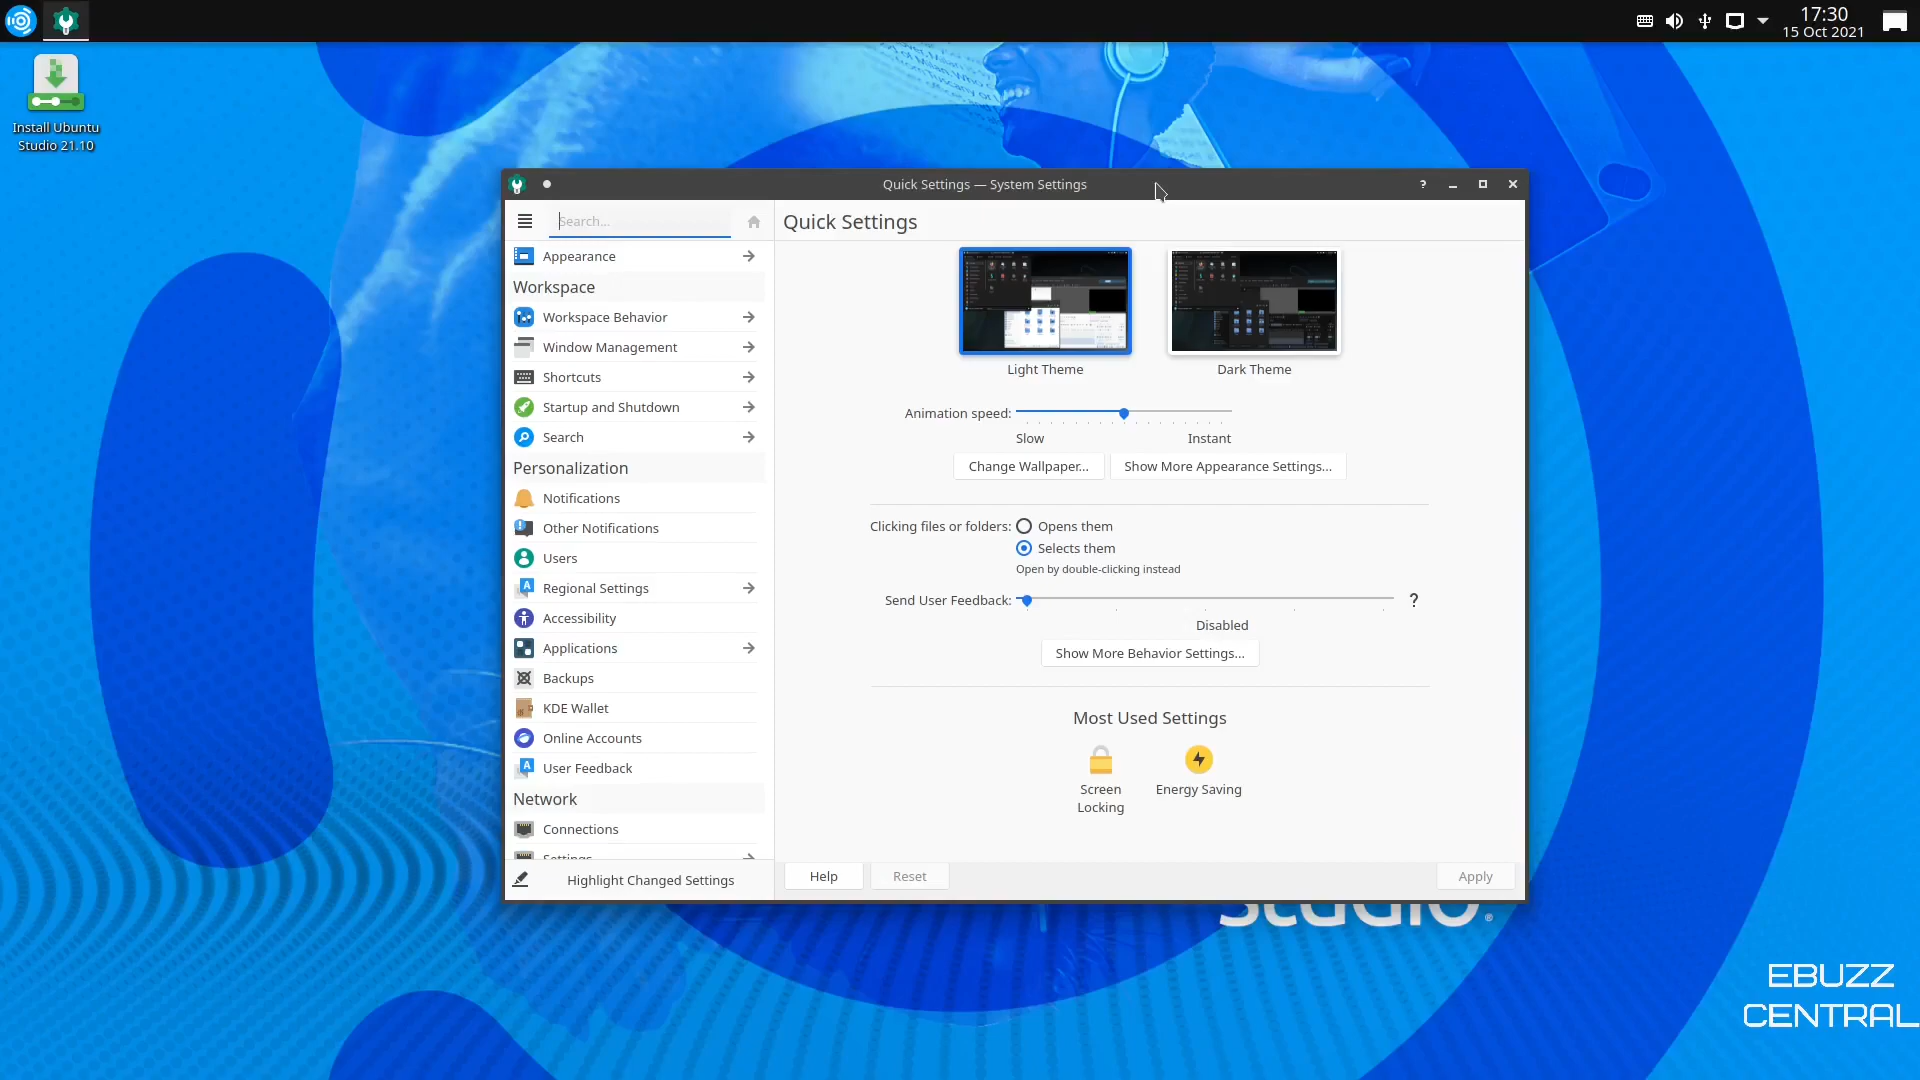 17:30
15 Oct 2021
Install Ubuntu
Studio 21.10
Quick Settings — System Settings
Search...
Quick Settings
Appearance
Workspace
Workspace Behavior
Window Management
Shortcuts
Startup and Shutdown
Search
Personalization
Notifications
Other Notifications
Users
Regional Settings
Accessibility
Applications
Backups
KDE Wallet
Online Accounts
User Feedback
Network
Connections
Settings
Highlight Changed Settings
Light Theme
Dark Theme
Animation speed:
Slow
Instant
Change Wallpaper...
Show More Appearance Settings...
Clicking files or folders:
Opens them
Selects them
Open by double-clicking instead
Send User Feedback:
?
Disabled
Show More Behavior Settings...
Most Used Settings
Screen
Locking
Energy Saving
Help
Reset
Apply
studio®
EBUZZ
CENTRAL